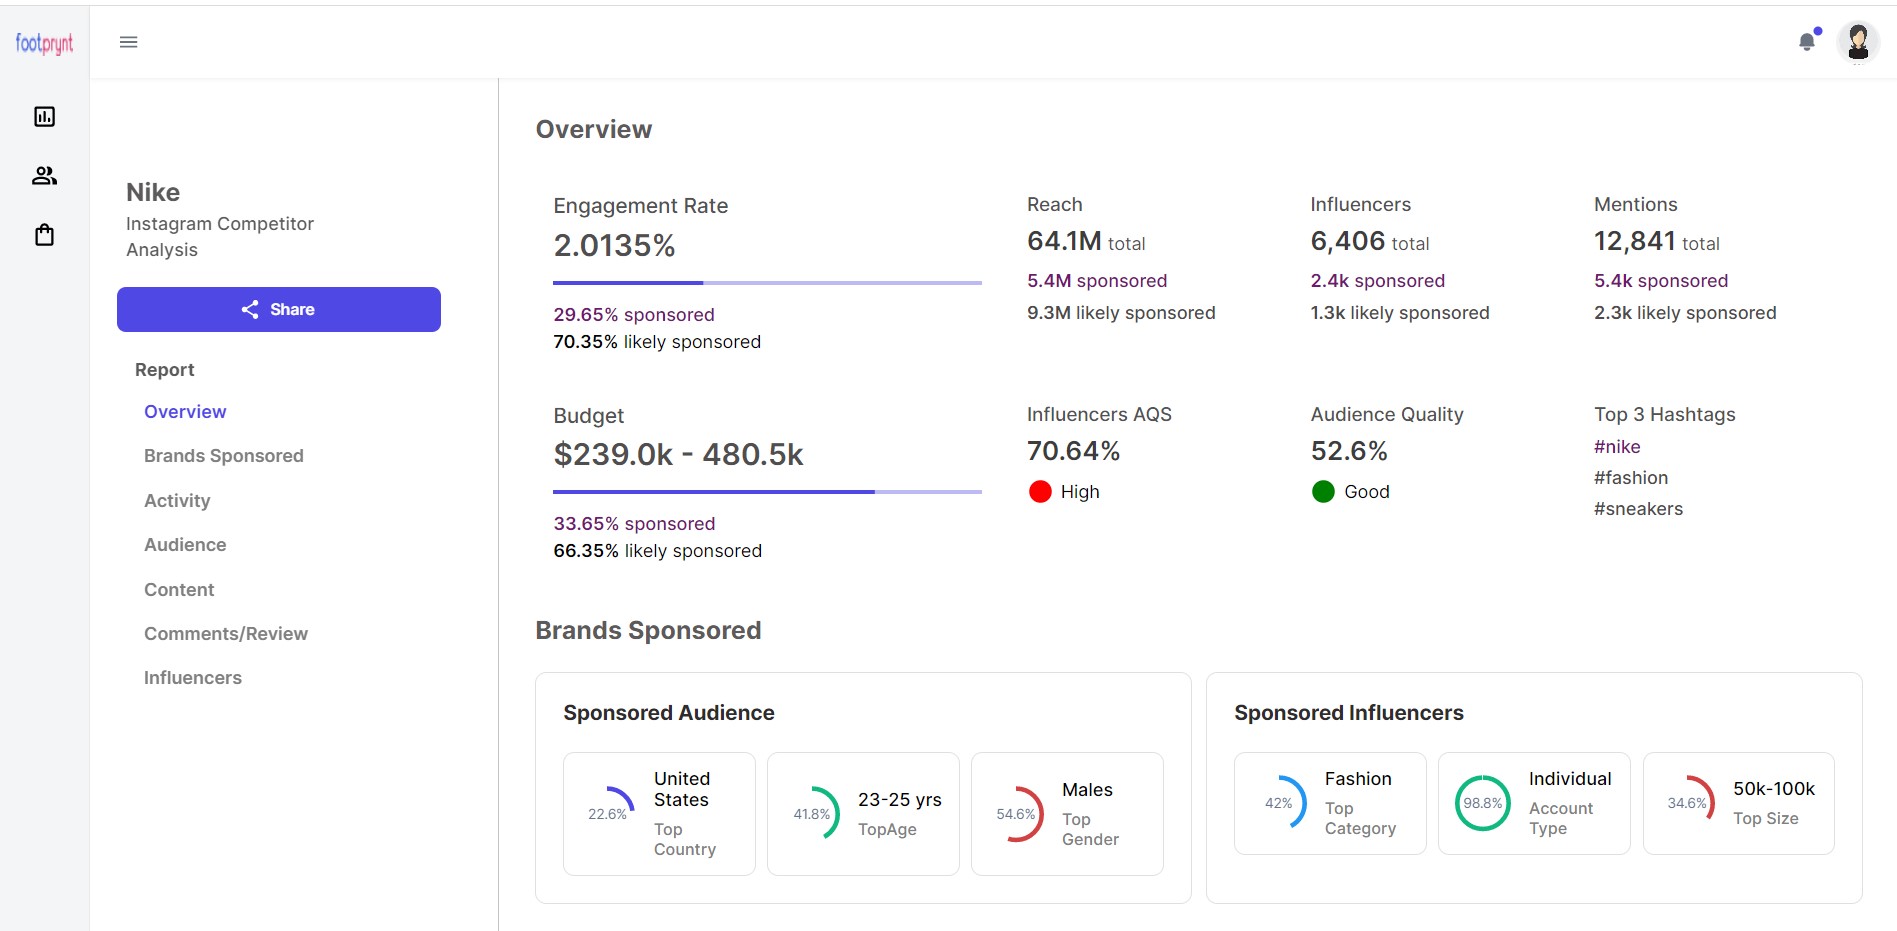 footprynt
Nike
Instagram Competitor
Analysis
Share
Report
Overview
Brands Sponsored
Activity
Audience
Content
Comments/Review
Influencers
Overview
Engagement Rate
2.0135%
29.65% sponsored
70.35% likely sponsored
Reach
64.1M total
5.4M sponsored
9.3M likely sponsored
Influencers
6,406 total
2.4k sponsored
1.3k likely sponsored
Mentions
12,841 total
5.4k sponsored
2.3k likely sponsored
Budget
$239.0k - 480.5k
33.65% sponsored
66.35% likely sponsored
Influencers AQS
70.64%
High
Audience Quality
52.6%
Good
Top 3 Hashtags
#nike
#fashion
#sneakers
Brands Sponsored
Sponsored Audience
22.6%
United
States
Top
Country
41.8%
23-25 yrs
TopAge
54.6%
Males
Top
Gender
Sponsored Influencers
42%
Fashion
Top
Category
98.8%
Individual
Account
Type
34.6%
50k-100k
Top Size